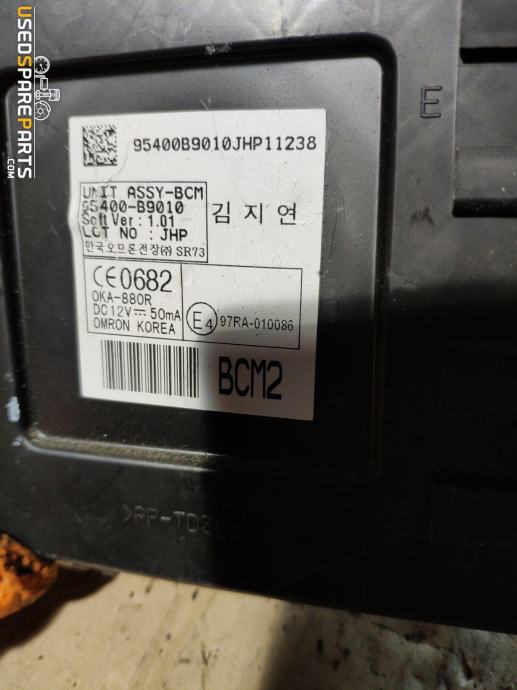 USEDSPAREPARTS
95400B9010JHP11238
UNIT ASSY-BCM
95400-B9010
Soft Ver : 1.01
LOT NO : JHP
한국오므론전장㈜ SR73
김지연
CE0682
OKA-880R
DC12V ⎓ 50mA
OMRON KOREA
E4 97RA-010086
BCM2
E